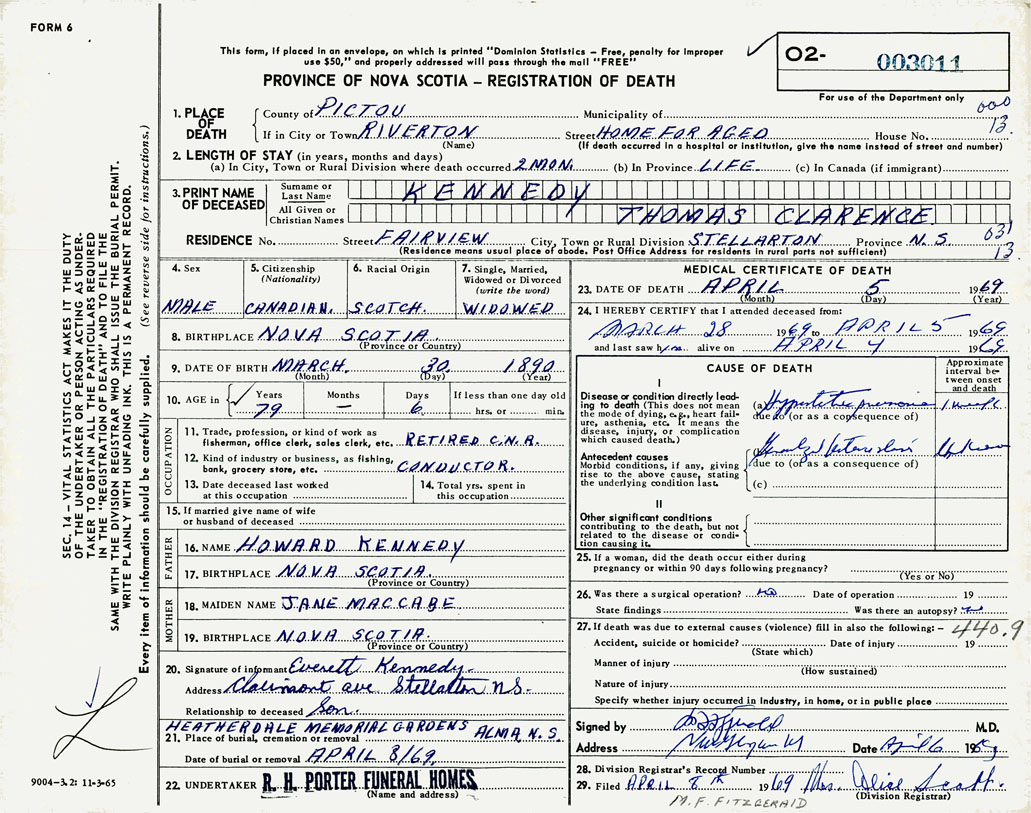 FORM 6
This form, if placed in an envelope, on which is printed "Dominion Statistics – Free, penalty for improper
use $50," and properly addressed will pass through the mail "FREE"
PROVINCE OF NOVA SCOTIA – REGISTRATION OF DEATH
02- 003011
For use of the Department only
000
13.
1. PLACE OF DEATH
County of PICTOU Municipality of
If in City or Town RIVERTON Street HOME FOR AGED House No.
(Name) (If death occurred in a hospital or institution, give the name instead of street and number)
2. LENGTH OF STAY (in years, months and days)
(a) In City, Town or Rural Division where death occurred 2 MON. (b) In Province LIFE (c) In Canada (if immigrant)
3. PRINT NAME OF DECEASED
Surname or Last Name KENNEDY
All Given or Christian Names THOMAS CLARENCE
RESIDENCE No. Street FAIRVIEW City, Town or Rural Division STELLARTON Province N.S.
(Residence means usual place of abode. Post Office Address for residents in rural parts not sufficient)
031
13.
4. Sex
MALE
5. Citizenship (Nationality)
CANADIAN.
6. Racial Origin
SCOTCH.
7. Single, Married, Widowed or Divorced (write the word)
WIDOWED
8. BIRTHPLACE NOVA SCOTIA
(Province or Country)
9. DATE OF BIRTH MARCH 30 1890
(Month) (Day) (Year)
10. AGE in Years Months Days If less than one day old
79 – 6 hrs. or min.
OCCUPATION
11. Trade, profession, or kind of work as
fisherman, office clerk, sales clerk, etc. RETIRED C.N.R.
12. Kind of industry or business, as fishing,
bank, grocery store, etc. CONDUCTOR.
13. Date deceased last worked
at this occupation
14. Total yrs. spent in
this occupation
15. If married give name of wife
or husband of deceased
FATHER
16. NAME HOWARD KENNEDY
17. BIRTHPLACE NOVA SCOTIA.
(Province or Country)
MOTHER
18. MAIDEN NAME JANE MACCABE
19. BIRTHPLACE NOVA SCOTIA.
(Province or Country)
20. Signature of informant Everett Kennedy
Address ave Stellarton N.S.
Relationship to deceased Son.
HEATHERDALE MEMORIAL GARDENS ALMA, N.S.
21. Place of burial, cremation or removal
Date of burial or removal APRIL 8/69.
22. UNDERTAKER R. H. PORTER FUNERAL HOMES
(Name and address)
MEDICAL CERTIFICATE OF DEATH
23. DATE OF DEATH APRIL 5 1969
(Month) (Day) (Year)
24. I HEREBY CERTIFY that I attended deceased from:
MARCH 28 1969 to APRIL 5 1969
and last saw him alive on APRIL 4 1969
CAUSE OF DEATH
Approximate interval between onset and death
I
Disease or condition directly leading to death (This does not mean the mode of dying, e.g., heart failure, asthenia, etc. It means the disease, injury, or complication which caused death.)
(a) 1 week
due to (or as a consequence of)
Antecedent causes
Morbid conditions, if any, giving rise to the above cause, stating the underlying condition last.
(b)
due to (or as a consequence of)
(c)
II
Other significant conditions
contributing to the death, but not related to the disease or condition causing it.
25. If a woman, did the death occur either during
pregnancy or within 90 days following pregnancy?
(Yes or No)
26. Was there a surgical operation? no Date of operation 19
State findings Was there an autopsy? no
27. If death was due to external causes (violence) fill in also the following: – 440.9
Accident, suicide or homicide? Date of injury 19
(State which)
Manner of injury
(How sustained)
Nature of injury
Specify whether injury occurred in industry, in home, or in public place
Signed by M.D.
Address Date April 6 1969
28. Division Registrar's Record Number
29. Filed APRIL 8th 1969 Mrs. Alice Scott.
(Division Registrar)
M. F. FITZGERALD
SEC. 14 – VITAL STATISTICS ACT MAKES IT THE DUTY
OF THE UNDERTAKER OR PERSON ACTING AS UNDER-
TAKER TO OBTAIN ALL THE PARTICULARS REQUIRED
IN THE "REGISTRATION OF DEATH" AND TO FILE THE
SAME WITH THE DIVISION REGISTRAR WHO SHALL ISSUE THE BURIAL PERMIT.
WRITE PLAINLY WITH UNFADING INK. THIS IS A PERMANENT RECORD.
Every item of information should be carefully supplied. (See reverse side for instructions.)
9004-3.2: 11-3-65